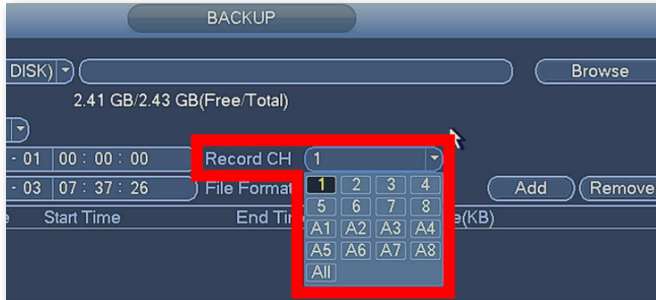 BACKUP
DISK) Browse
2.41 GB/2.43 GB(Free/Total)
- 01 00 : 00 : 00 Record CH 1
- 03 07 : 37 : 26 File Format Add Remove
1 2 3 4
Start Time End Tim (KB)
5 6 7 8
A1 A2 A3 A4
A5 A6 A7 A8
All